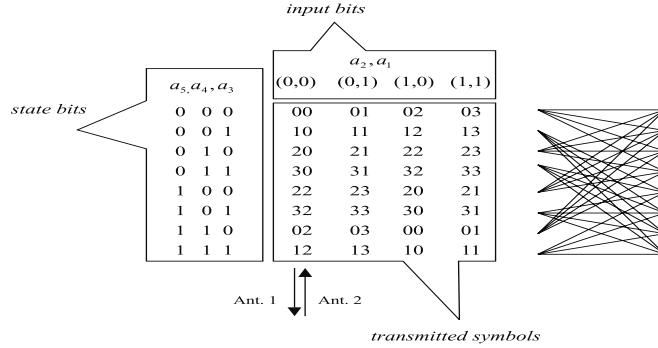 input bits
a2, a1
(0,0) (0,1) (1,0) (1,1)
a5, a4, a3
state bits
0 0 0 00 01 02 03
0 0 1 10 11 12 13
0 1 0 20 21 22 23
0 1 1 30 31 32 33
1 0 0 22 23 20 21
1 0 1 32 33 30 31
1 1 0 02 03 00 01
1 1 1 12 13 10 11
Ant. 1 Ant. 2
transmitted symbols